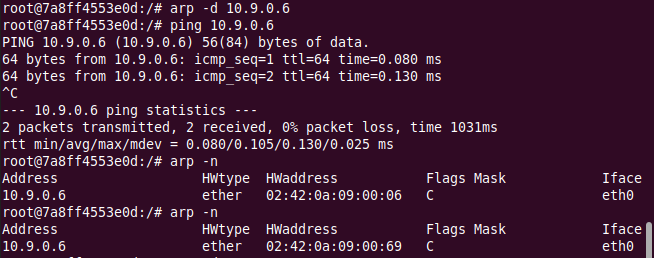 root@7a8ff4553e0d:/# arp -d 10.9.0.6
root@7a8ff4553e0d:/# ping 10.9.0.6
PING 10.9.0.6 (10.9.0.6) 56(84) bytes of data.
64 bytes from 10.9.0.6: icmp_seq=1 ttl=64 time=0.080 ms
64 bytes from 10.9.0.6: icmp_seq=2 ttl=64 time=0.130 ms
^C
--- 10.9.0.6 ping statistics ---
2 packets transmitted, 2 received, 0% packet loss, time 1031ms
rtt min/avg/max/mdev = 0.080/0.105/0.130/0.025 ms
root@7a8ff4553e0d:/# arp -n
Address                  HWtype  HWaddress           Flags Mask            Iface
10.9.0.6                 ether   02:42:0a:09:00:06   C                     eth0
root@7a8ff4553e0d:/# arp -n
Address                  HWtype  HWaddress           Flags Mask            Iface
10.9.0.6                 ether   02:42:0a:09:00:69   C                     eth0